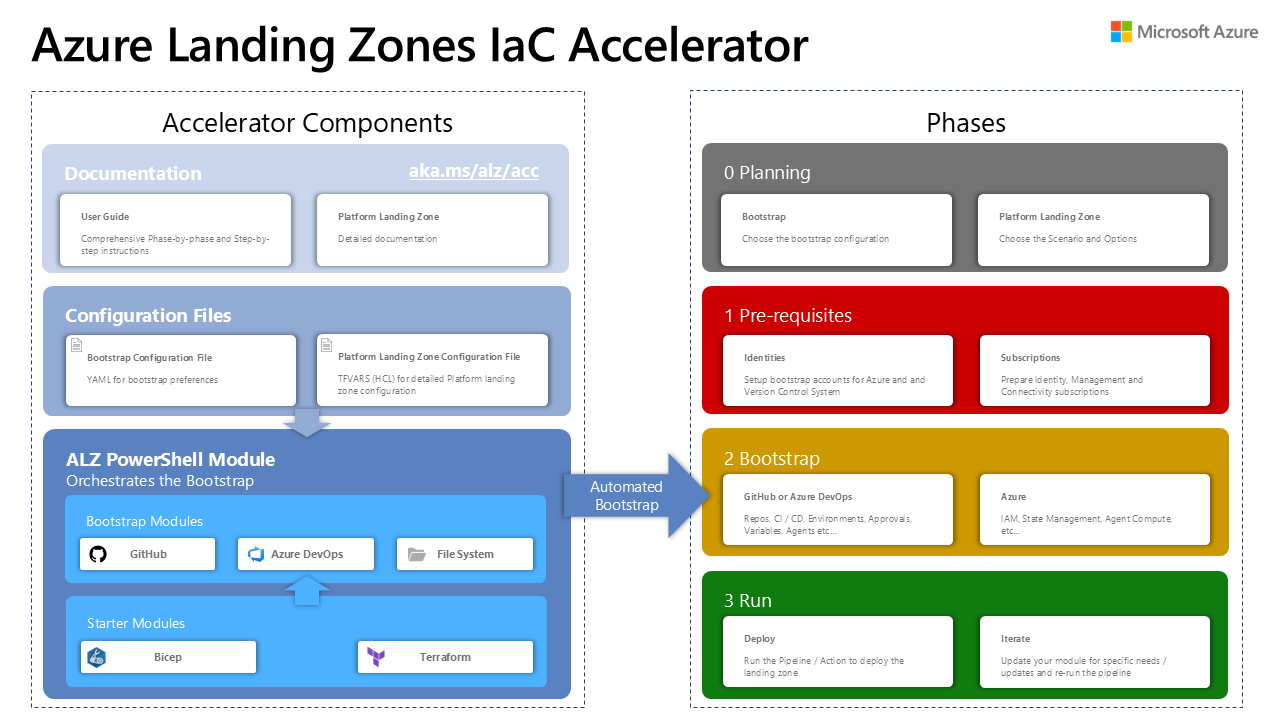 Azure Landing Zones IaC Accelerator
Microsoft Azure
Accelerator Components
Documentation
aka.ms/alz/acc
User Guide
Comprehensive Phase-by-phase and Step-by-
step instructions
Platform Landing Zone
Detailed documentation
Configuration Files
Bootstrap Configuration File
YAML for bootstrap preferences
Platform Landing Zone Configuration File
TFVARS (HCL) for detailed Platform landing
zone configuration
ALZ PowerShell Module
Orchestrates the Bootstrap
Bootstrap Modules
GitHub
Azure DevOps
File System
Starter Modules
Bicep
Terraform
Automated
Bootstrap
Phases
0 Planning
Bootstrap
Choose the bootstrap configuration
Platform Landing Zone
Choose the Scenario and Options
1 Pre-requisites
Identities
Setup bootstrap accounts for Azure and and
Version Control System
Subscriptions
Prepare Identity, Management and
Connectivity subscriptions
2 Bootstrap
GitHub or Azure DevOps
Repos, CI / CD, Environments, Approvals,
Variables, Agents etc...
Azure
IAM, State Management, Agent Compute,
etc...
3 Run
Deploy
Run the Pipeline / Action to deploy the
landing zone
Iterate
Update your module for specific needs /
updates and re-run the pipeline